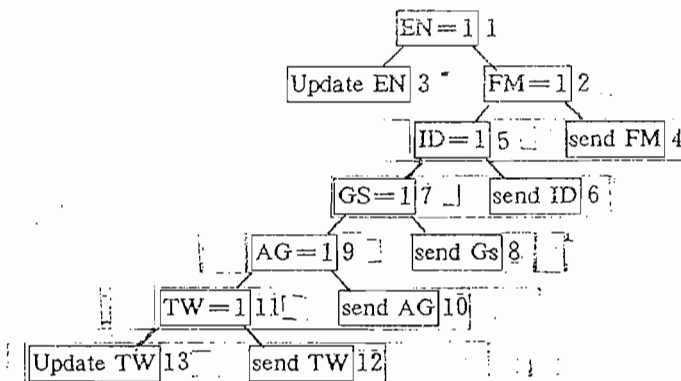 EN=1 1
Update EN 3 FM=1 2
ID=1 5 send FM 4
GS=1 7 send ID 6
AG=1 9 send Gs 8
TW=1 11 send AG 10
Update TW 13 send TW 12